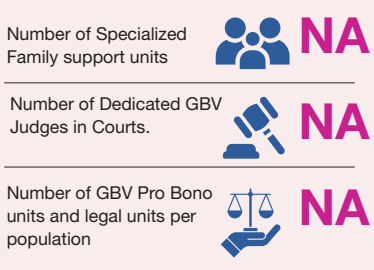 Number of Specialized
Family support units
NA
Number of Dedicated GBV
Judges in Courts.
NA
Number of GBV Pro Bono
units and legal units per
population
NA